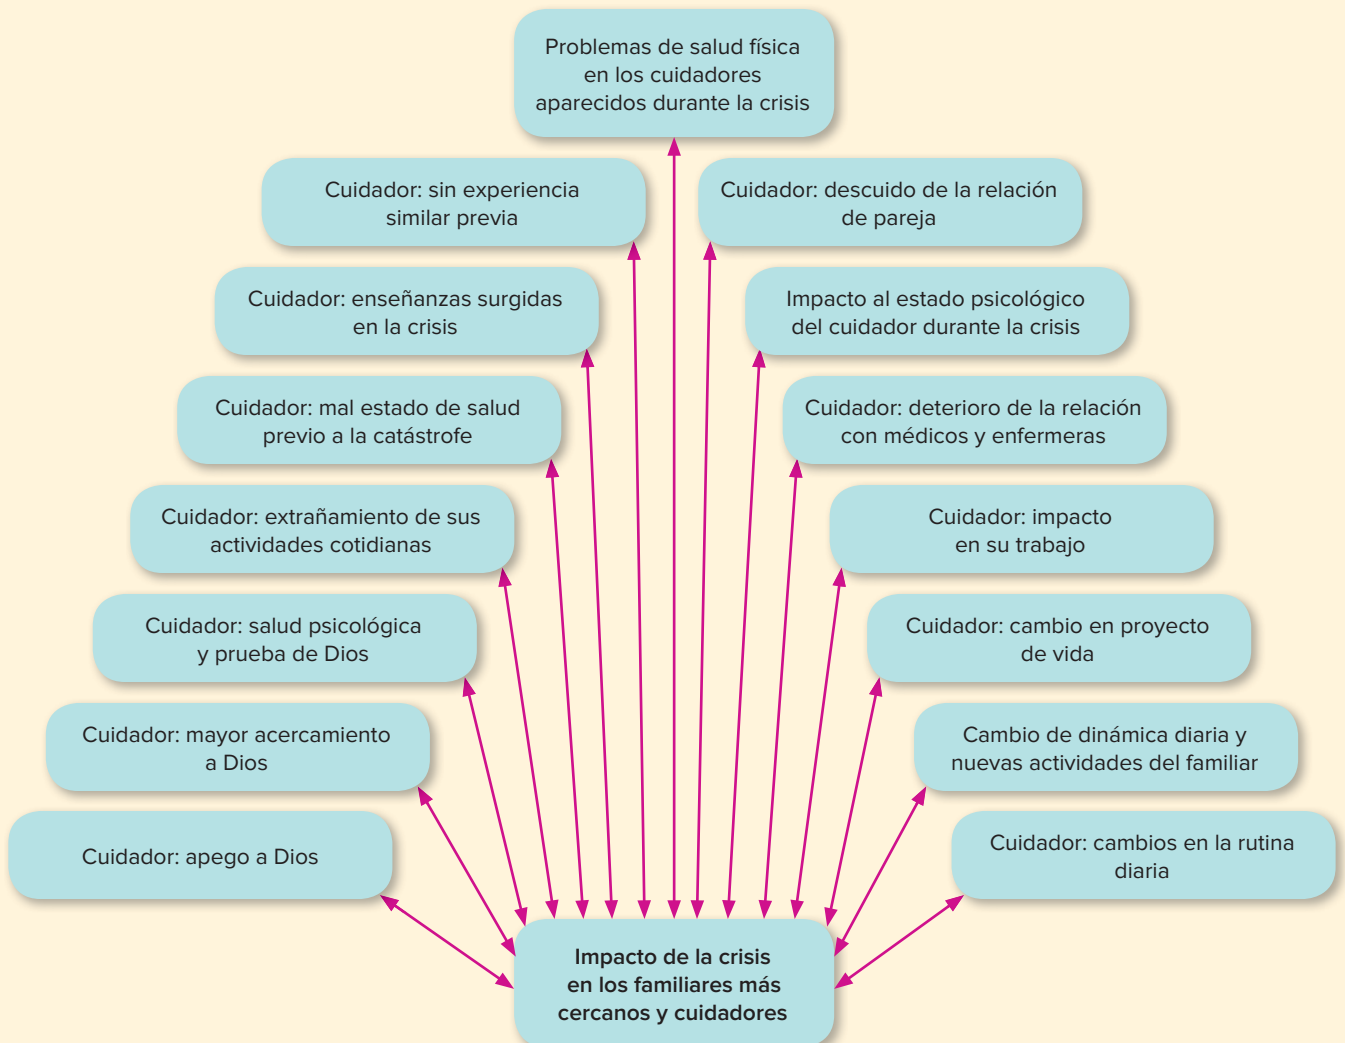 Problemas de salud física
en los cuidadores
aparecidos durante la crisis
Cuidador: sin experiencia
similar previa
Cuidador: descuido de la relación
de pareja
Cuidador: enseñanzas surgidas
en la crisis
Impacto al estado psicológico
del cuidador durante la crisis
Cuidador: mal estado de salud
previo a la catástrofe
Cuidador: deterioro de la relación
con médicos y enfermeras
Cuidador: extrañamiento de sus
actividades cotidianas
Cuidador: impacto
en su trabajo
Cuidador: salud psicológica
y prueba de Dios
Cuidador: cambio en proyecto
de vida
Cuidador: mayor acercamiento
a Dios
Cambio de dinámica diaria y
nuevas actividades del familiar
Cuidador: apego a Dios
Cuidador: cambios en la rutina
diaria
Impacto de la crisis
en los familiares más
cercanos y cuidadores